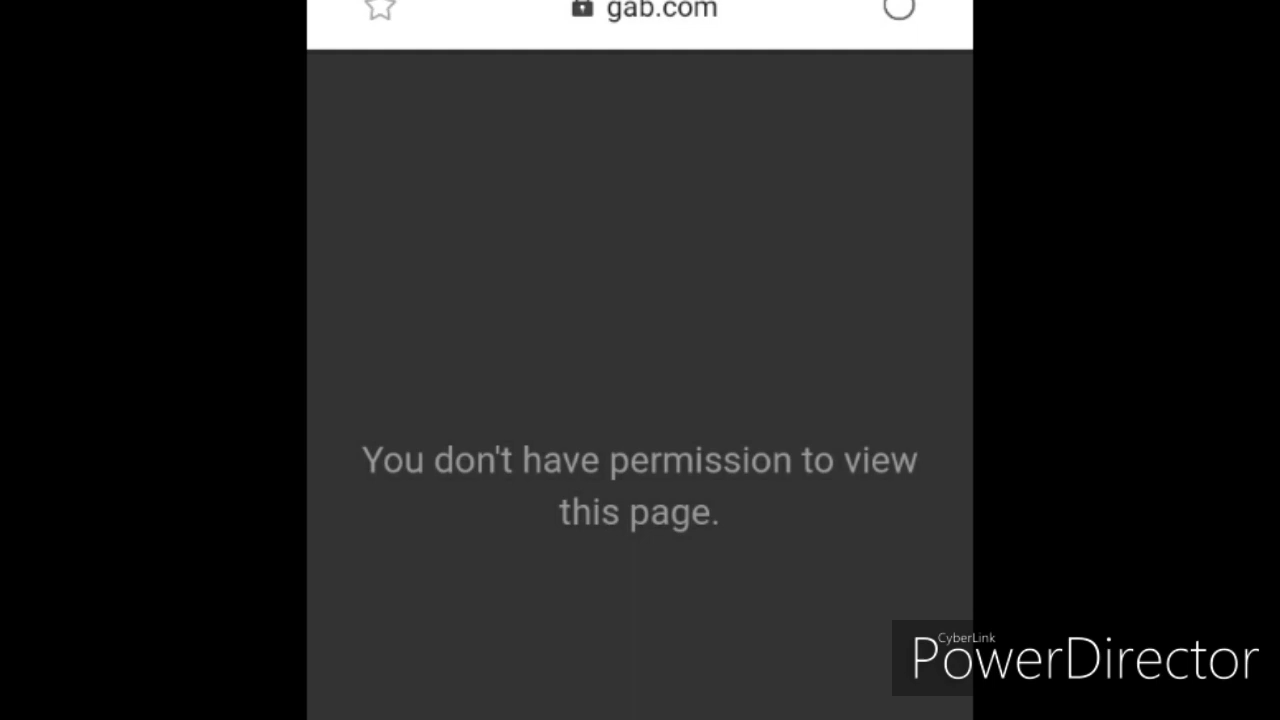 gab.com
You don't have permission to view
this page.
CyberLink
PowerDirector